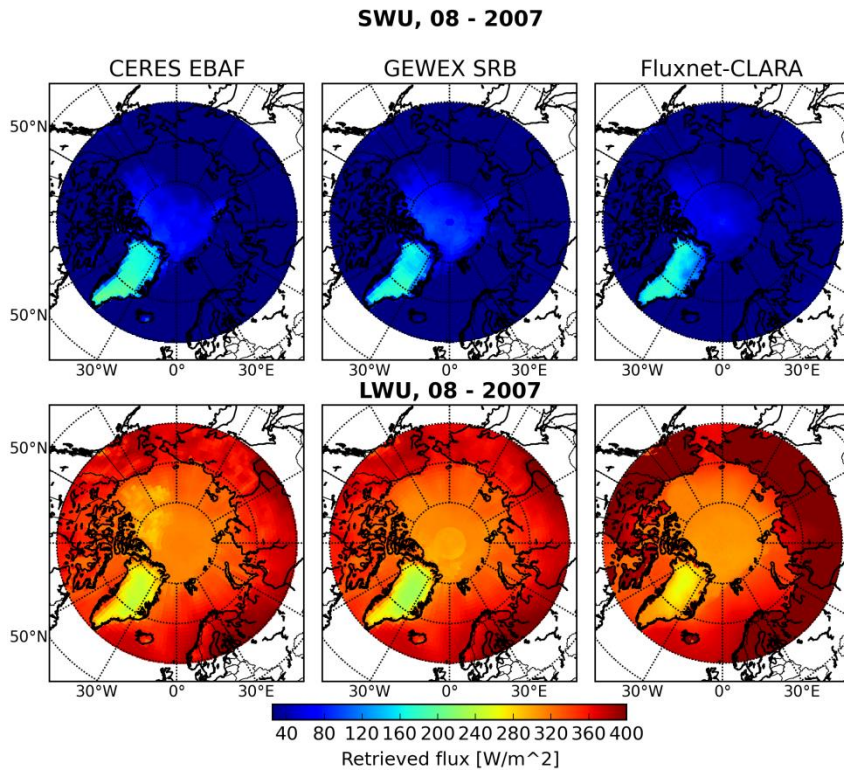 SWU, 08 - 2007
CERES EBAF GEWEX SRB Fluxnet-CLARA
50°N
50°N
30°W 0° 30°E 30°W 0° 30°E 30°W 0° 30°E
LWU, 08 - 2007
50°N
50°N
30°W 0° 30°E 30°W 0° 30°E 30°W 0° 30°E
40 80 120 160 200 240 280 320 360 400
Retrieved flux [W/m^2]